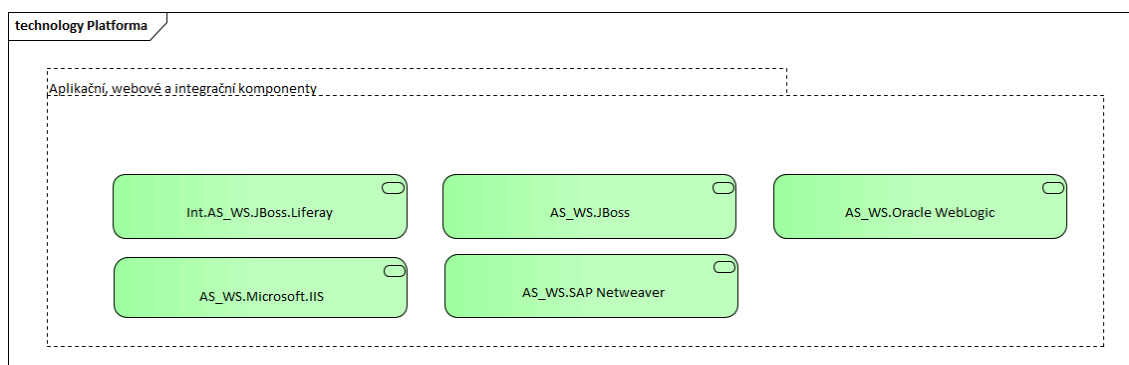 technology Platforma
Aplikační, webové a integrační komponenty
Int.AS_WS.JBoss.Liferay
AS_WS.JBoss
AS_WS.Oracle WebLogic
AS_WS.Microsoft.IIS
AS_WS.SAP Netweaver